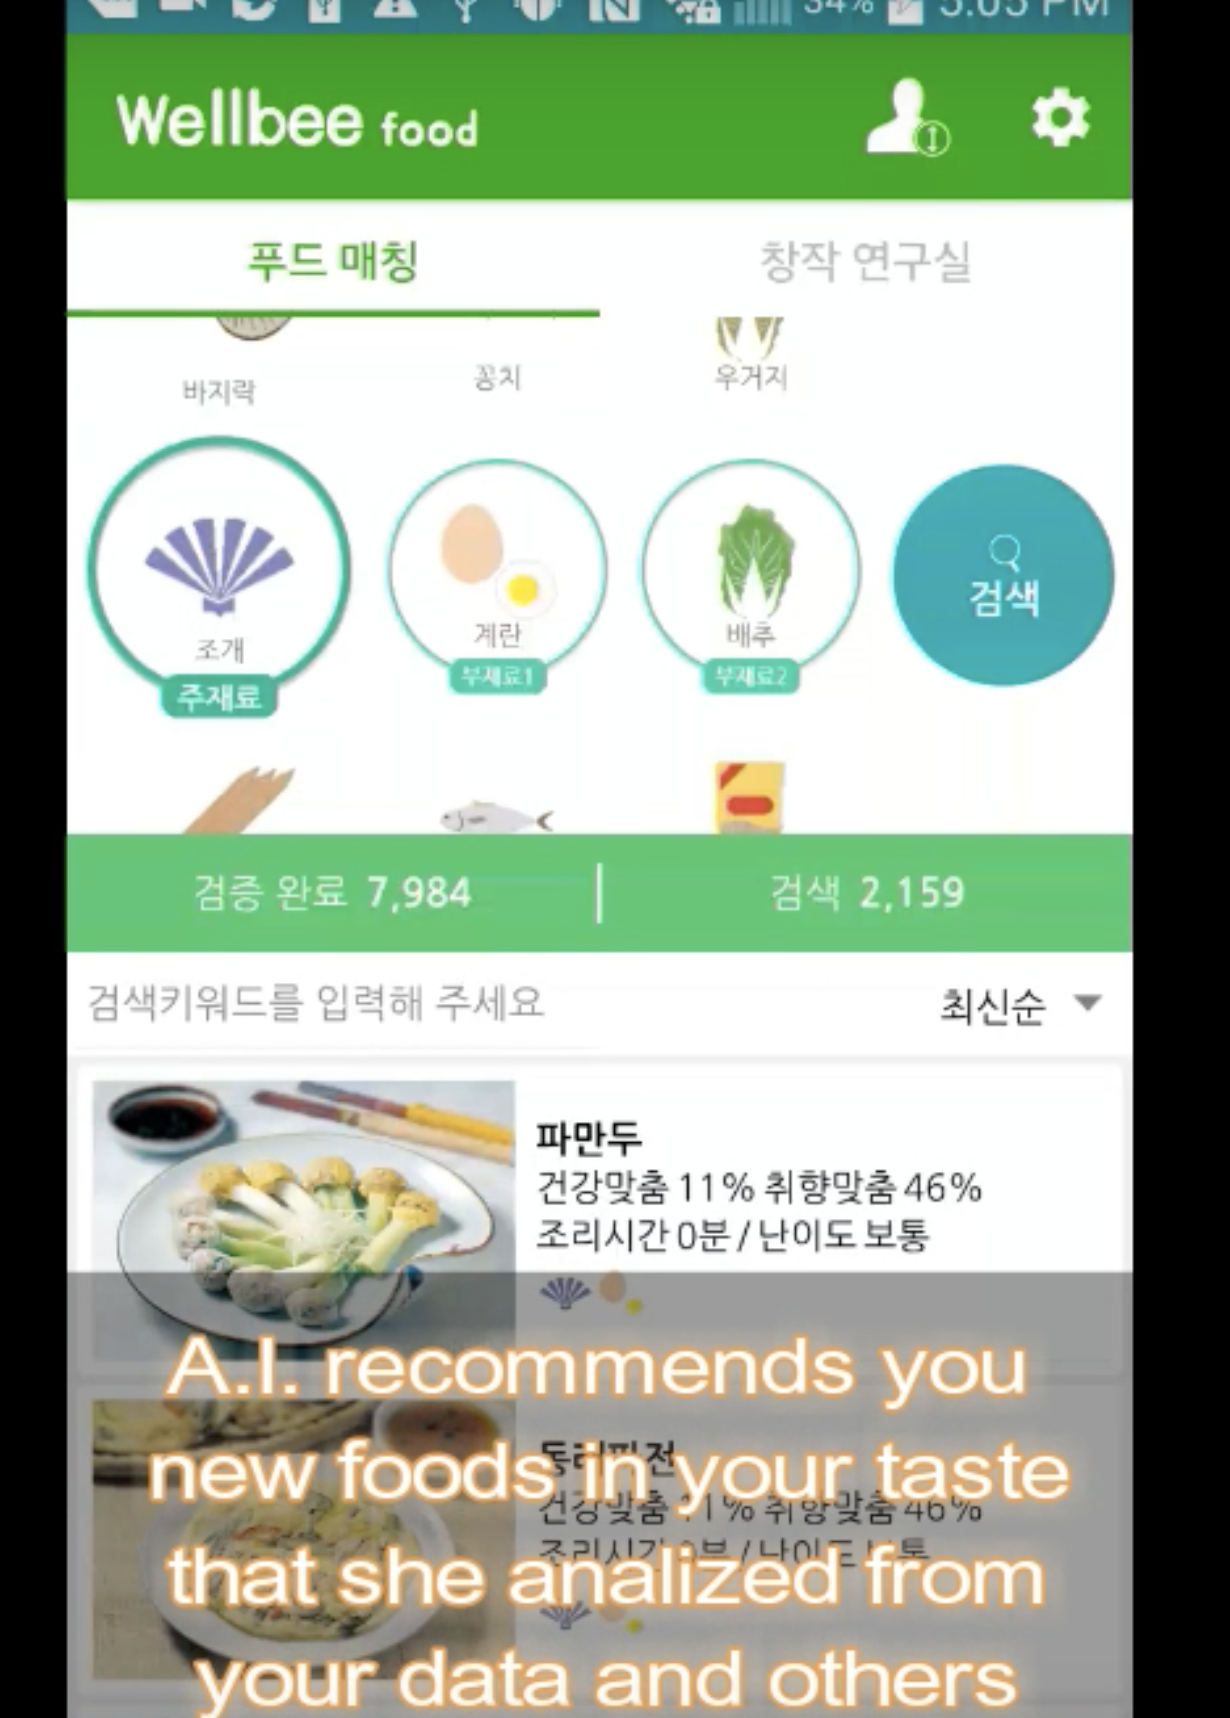 34% 5:05 PM
Wellbee food
푸드 매칭
창작 연구실
바지락
꽁치
우거지
조개
주재료
계란
부재료1
배추
부재료2
검색
검증 완료 7,984
검색 2,159
검색키워드를 입력해 주세요
최신순
파만두
건강맞춤 11% 취향맞춤 46%
조리시간 0분 / 난이도 보통
동래파전
건강맞춤 11% 취향맞춤 46%
조리시간 0분 / 난이도 보통
A.I. recommends you
new foods in your taste
that she analized from
your data and others